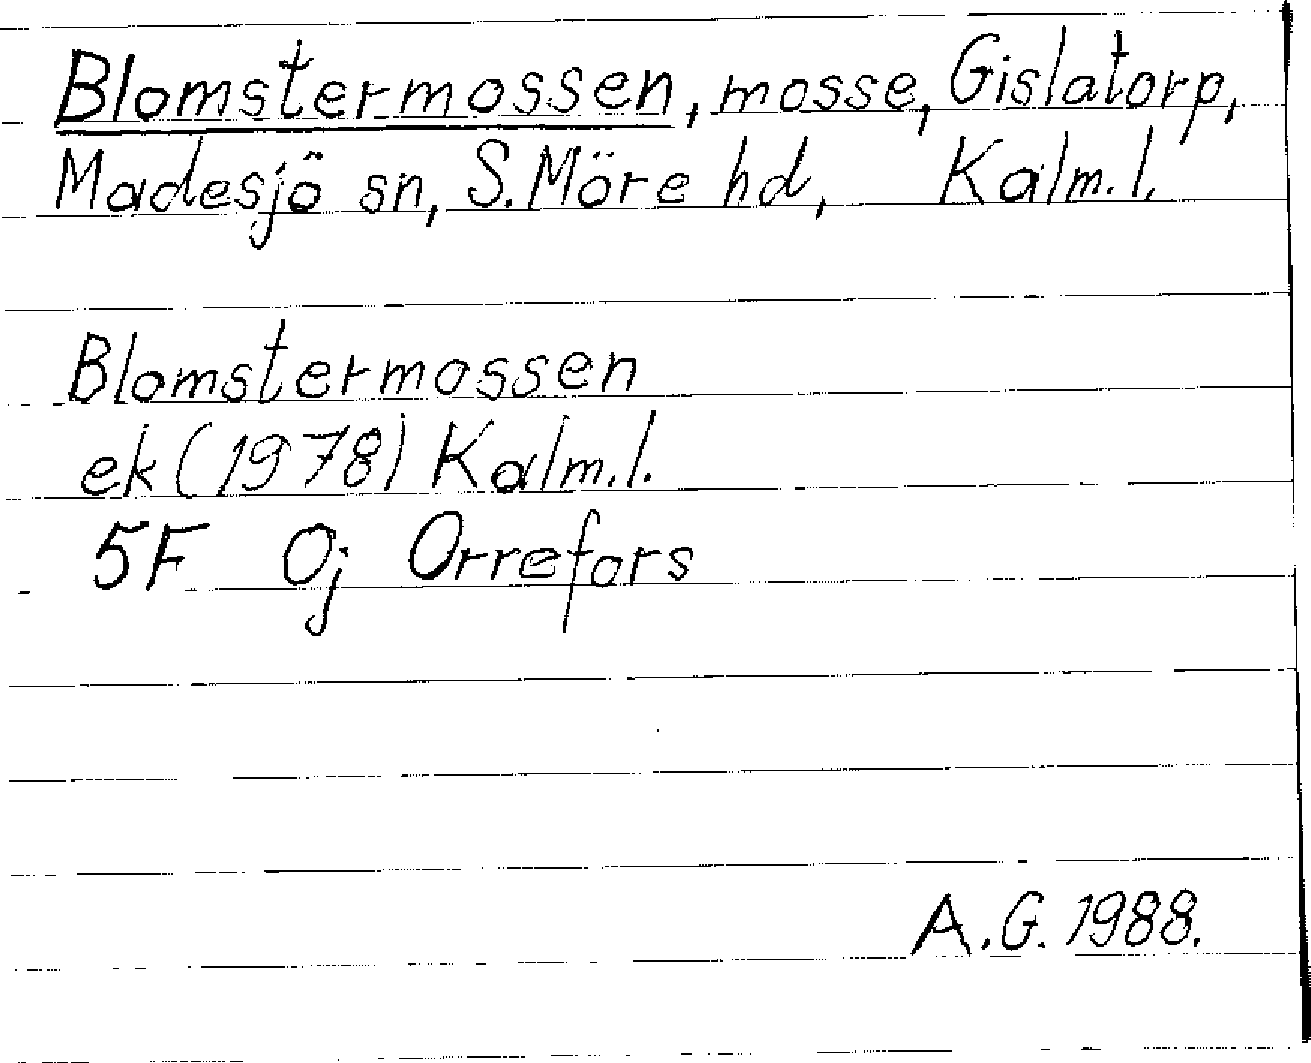 Blomstermossen, mosse, Gislatorp,
Madesjö sn, S. Möre hd, Kalm. l.
Blomstermossen
ek (1978) Kalm. l.
5F Oj Orrefors
A.G. 1988.